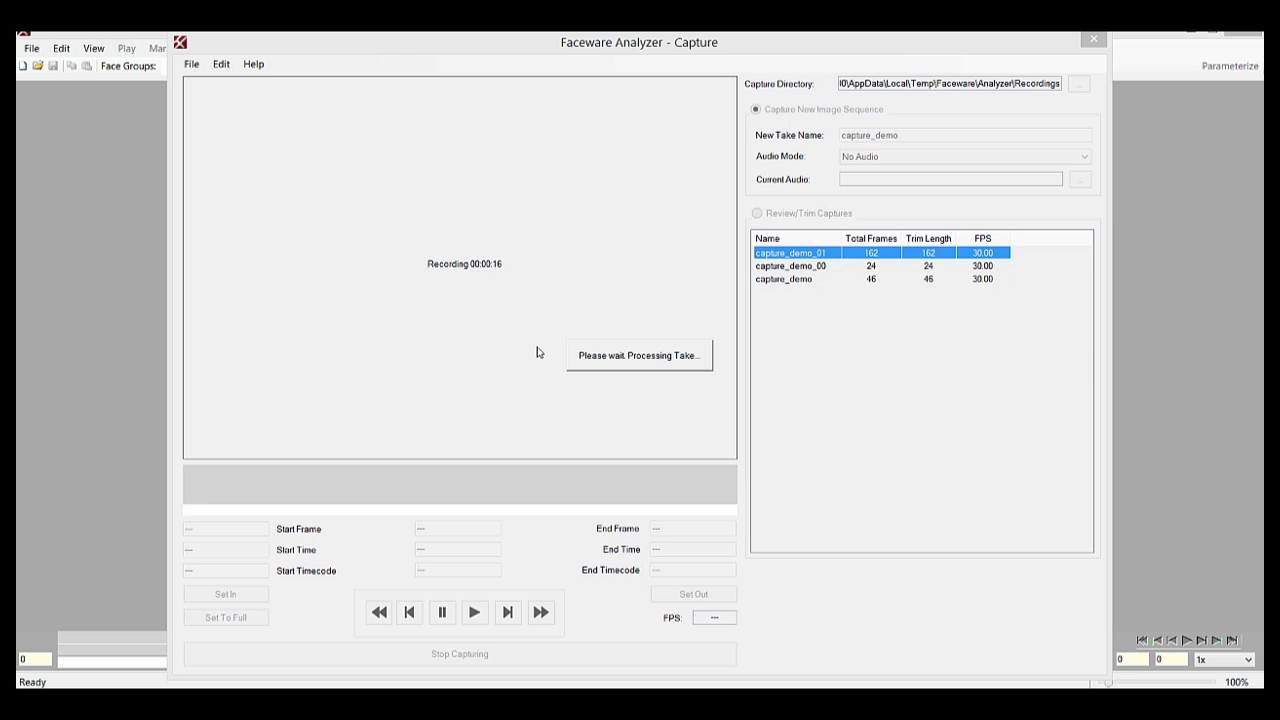 Faceware Analyzer - Capture
File Edit View Play Mar
File Edit Help
Face Groups:
Parameterize
Capture Directory: I0\AppData\Local\Temp\Faceware\Analyzer\Recordings ...
Capture New Image Sequence
New Take Name: capture_demo
Audio Mode: No Audio
Current Audio: ...
Review/Trim Captures
Name Total Frames Trim Length FPS
capture_demo_01 162 162 30.00
capture_demo_00 24 24 30.00
capture_demo 46 46 30.00
Recording 00:00:16
Please wait. Processing Take...
--- Start Frame --- End Frame ---
--- Start Time --- End Time ---
--- Start Timecode --- End Timecode ---
Set In Set Out
Set To Full FPS: ---
Stop Capturing
0 0 0 1x
Ready 100%